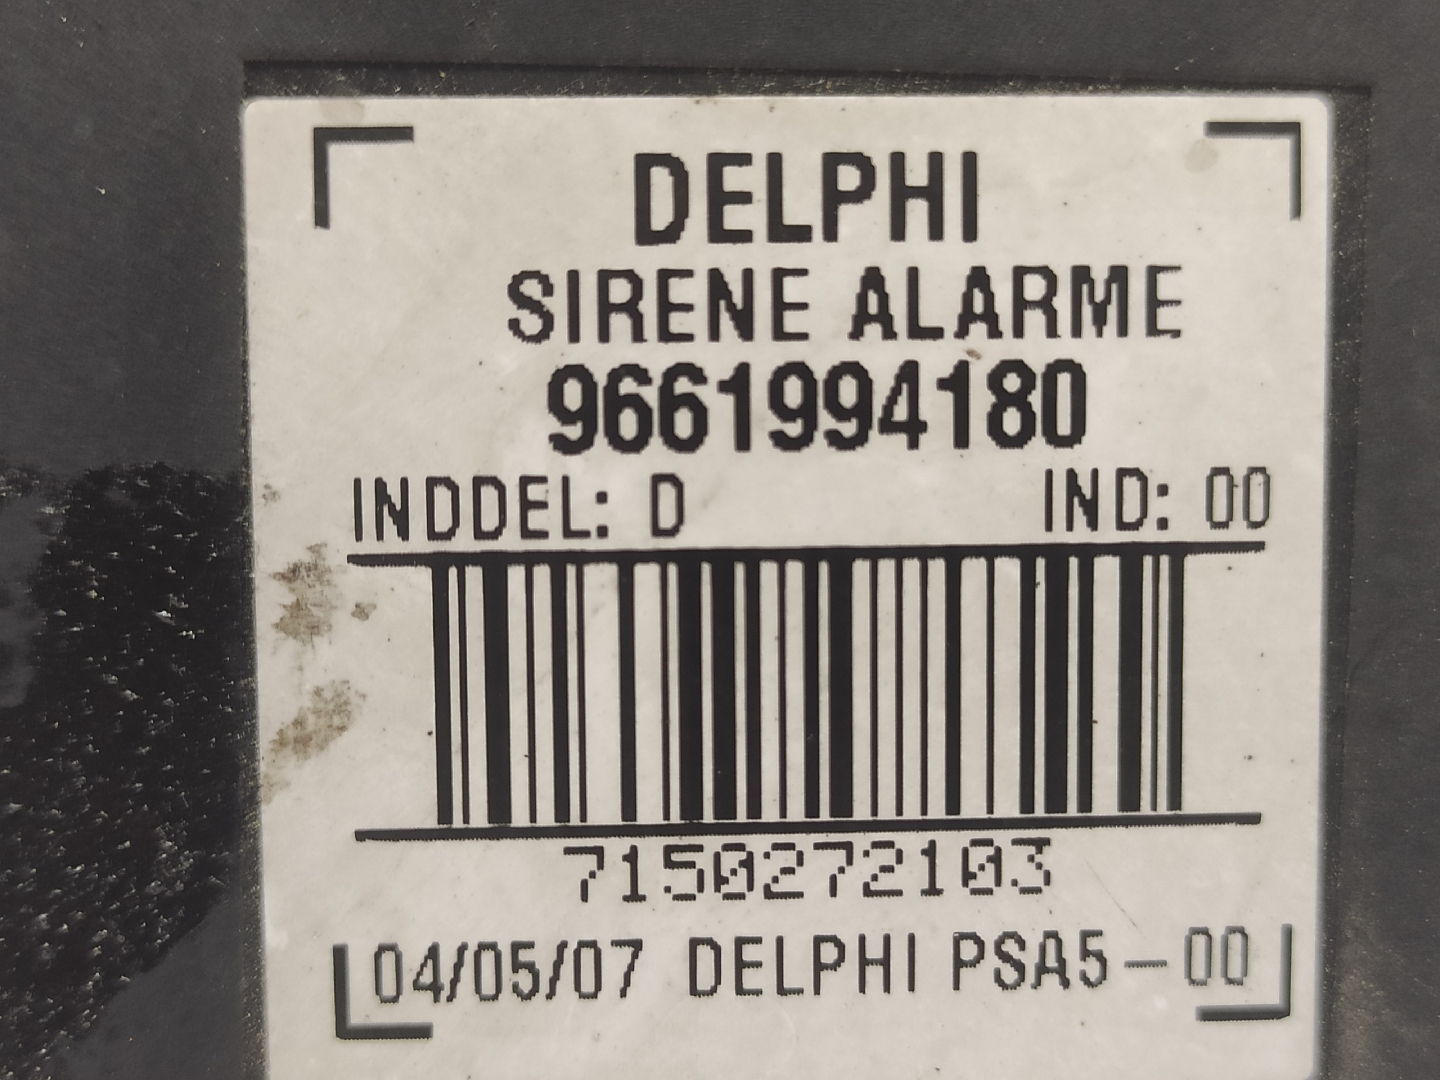 DELPHI
SIRENE ALARME
9661994180
INDDEL: D IND: 00
7150272103
04/05/07 DELPHI PSA5-00